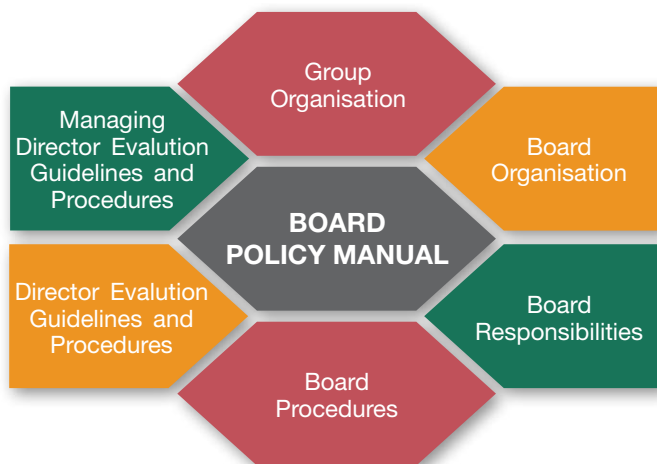 Group
Organisation
Managing
Director Evalution
Guidelines and
Procedures
Board
Organisation
BOARD
POLICY MANUAL
Director Evalution
Guidelines and
Procedures
Board
Responsibilities
Board
Procedures